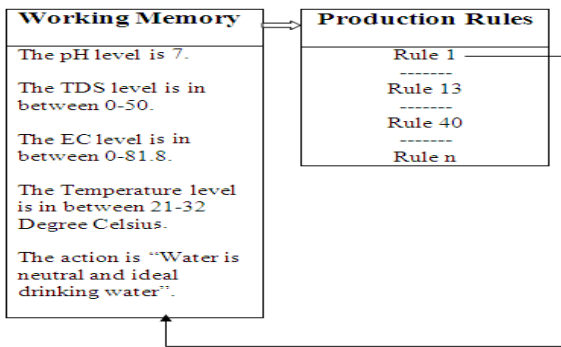 Working Memory
The pH level is 7.
The TDS level is in
between 0-50.
The EC level is in
between 0-81.8.
The Temperature level
is in between 21-32
Degree Celsius.
The action is “Water is
neutral and ideal
drinking water”.
Production Rules
Rule 1
-------
Rule 13
-------
Rule 40
-------
Rule n